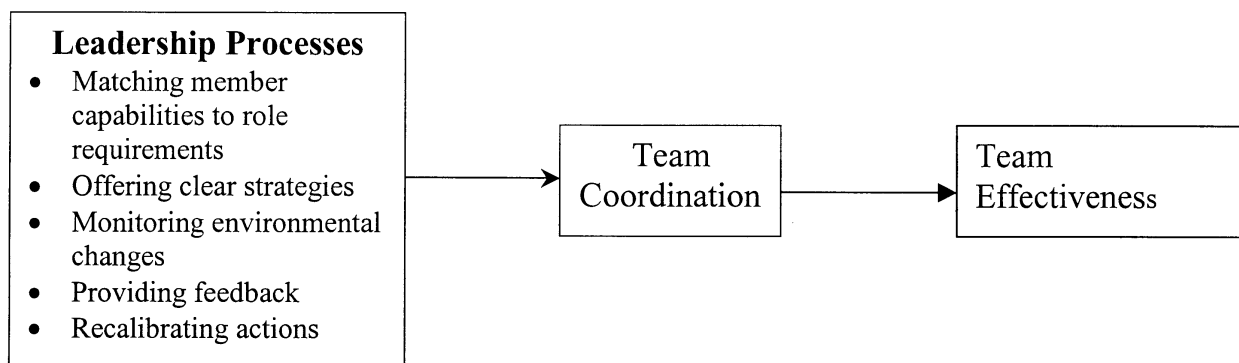 Leadership Processes
• Matching member
capabilities to role
requirements
• Offering clear strategies
• Monitoring environmental
changes
• Providing feedback
• Recalibrating actions
Team
Coordination
Team
Effectiveness